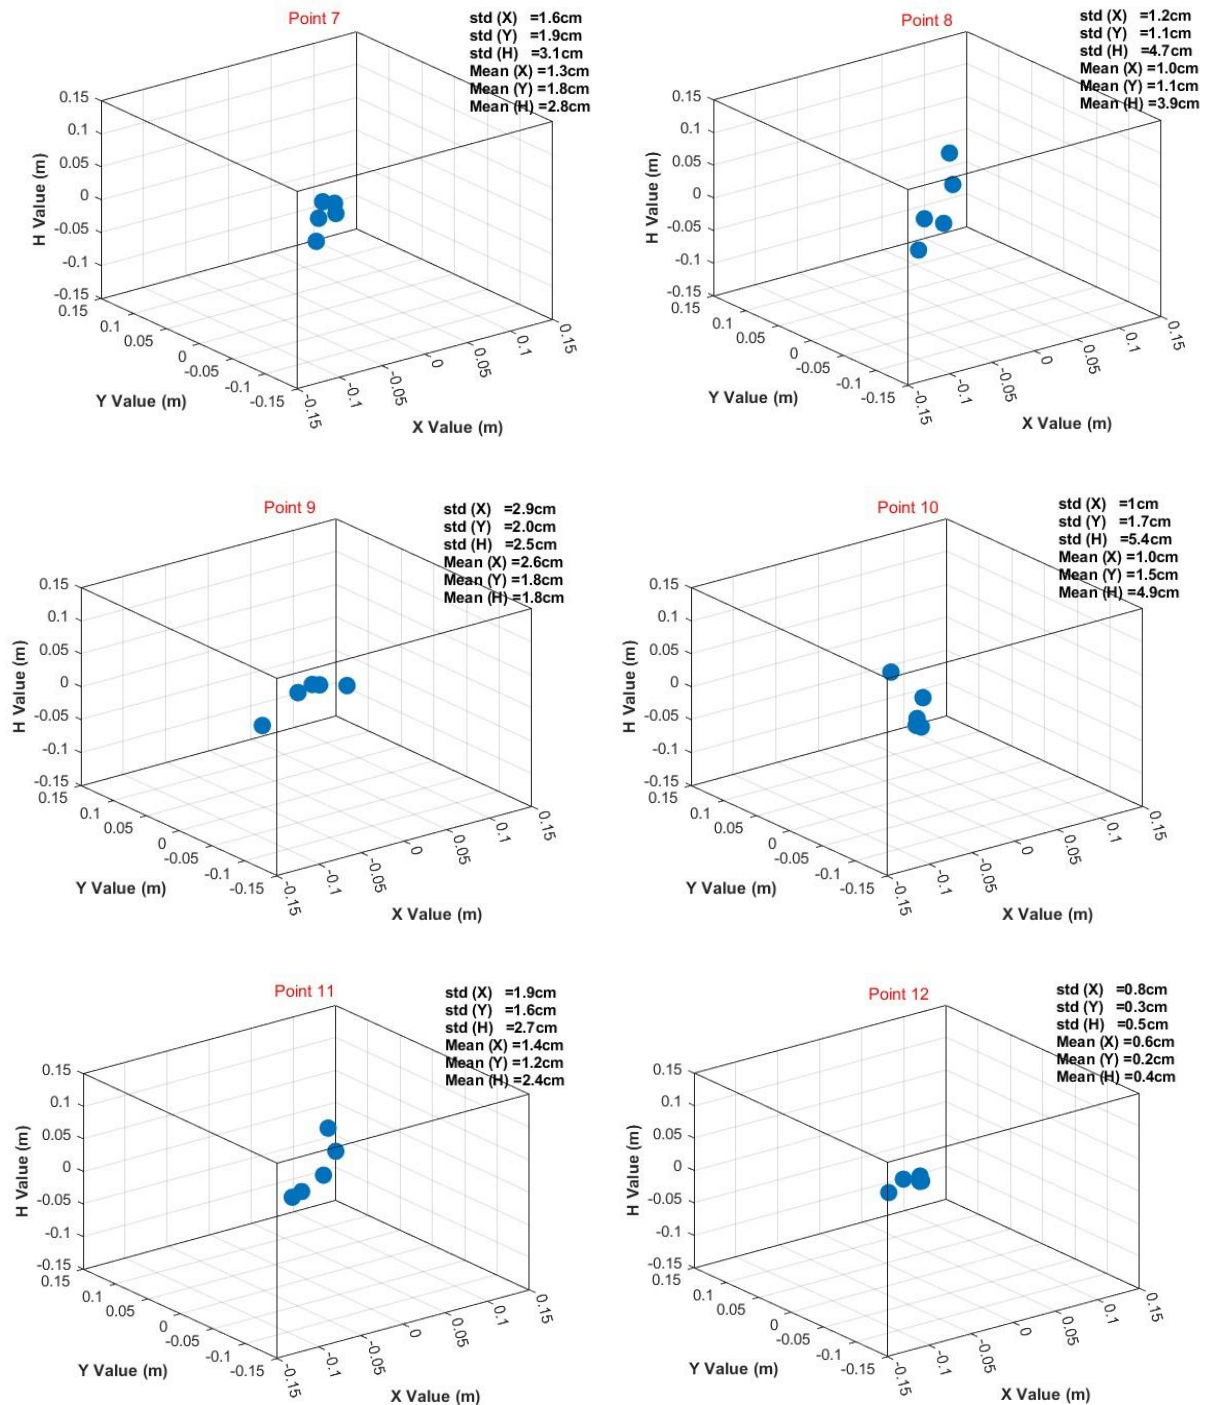 Point 7
std (X) =1.6cm
std (Y) =1.9cm
std (H) =3.1cm
Mean (X) =1.3cm
Mean (Y) =1.8cm
Mean (H) =2.8cm
0.15
0.1
0.05
0
-0.05
-0.1
-0.15
H Value (m)
0.15
0.1
0.05
0
-0.05
-0.1
-0.15
Y Value (m)
-0.15
-0.1
-0.05
0
0.05
0.1
0.15
X Value (m)
Point 8
std (X) =1.2cm
std (Y) =1.1cm
std (H) =4.7cm
Mean (X) =1.0cm
Mean (Y) =1.1cm
Mean (H) =3.9cm
0.15
0.1
0.05
0
-0.05
-0.1
-0.15
H Value (m)
0.15
0.1
0.05
0
-0.05
-0.1
-0.15
Y Value (m)
-0.15
-0.1
-0.05
0
0.05
0.1
0.15
X Value (m)
Point 9
std (X) =2.9cm
std (Y) =2.0cm
std (H) =2.5cm
Mean (X) =2.6cm
Mean (Y) =1.8cm
Mean (H) =1.8cm
0.15
0.1
0.05
0
-0.05
-0.1
-0.15
H Value (m)
0.15
0.1
0.05
0
-0.05
-0.1
-0.15
Y Value (m)
-0.15
-0.1
-0.05
0
0.05
0.1
0.15
X Value (m)
Point 10
std (X) =1cm
std (Y) =1.7cm
std (H) =5.4cm
Mean (X) =1.0cm
Mean (Y) =1.5cm
Mean (H) =4.9cm
0.15
0.1
0.05
0
-0.05
-0.1
-0.15
H Value (m)
0.15
0.1
0.05
0
-0.05
-0.1
-0.15
Y Value (m)
-0.15
-0.1
-0.05
0
0.05
0.1
0.15
X Value (m)
Point 11
std (X) =1.9cm
std (Y) =1.6cm
std (H) =2.7cm
Mean (X) =1.4cm
Mean (Y) =1.2cm
Mean (H) =2.4cm
0.15
0.1
0.05
0
-0.05
-0.1
-0.15
H Value (m)
0.15
0.1
0.05
0
-0.05
-0.1
-0.15
Y Value (m)
-0.15
-0.1
-0.05
0
0.05
0.1
0.15
X Value (m)
Point 12
std (X) =0.8cm
std (Y) =0.3cm
std (H) =0.5cm
Mean (X) =0.6cm
Mean (Y) =0.2cm
Mean (H) =0.4cm
0.15
0.1
0.05
0
-0.05
-0.1
-0.15
H Value (m)
0.15
0.1
0.05
0
-0.05
-0.1
-0.15
Y Value (m)
-0.15
-0.1
-0.05
0
0.05
0.1
0.15
X Value (m)